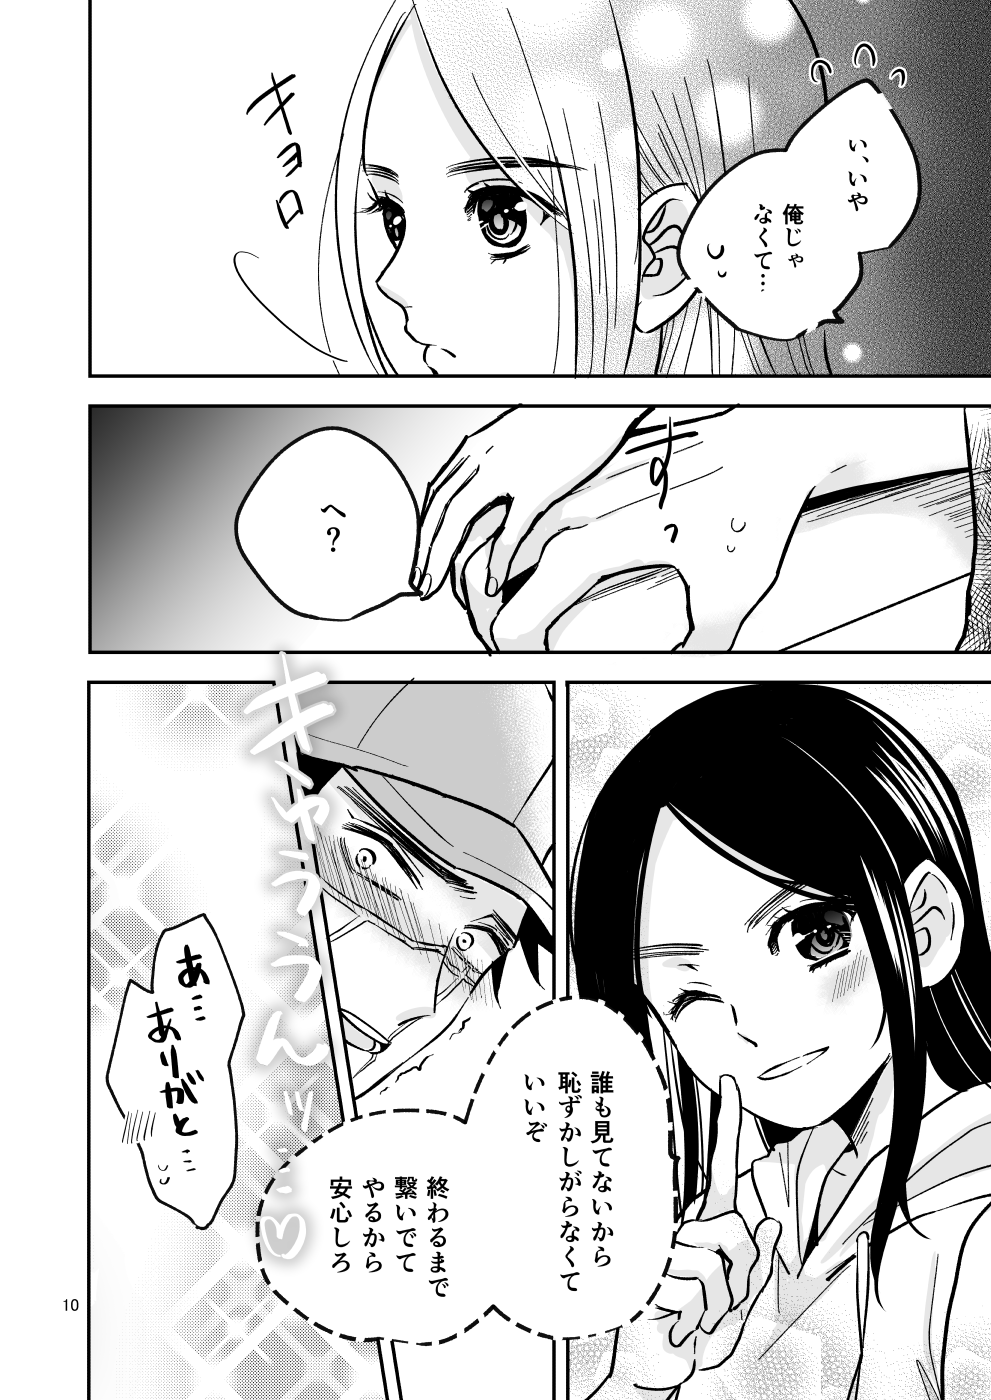 い、いや
俺じゃ
なくて…
キョロ
すっ
へ?
誰も見てないから
恥ずかしがらなくて
いいぞ
終わるまで
繋いでて
やるから
安心しろ
きゅううんッ…♡
あ…
ありがと…
10